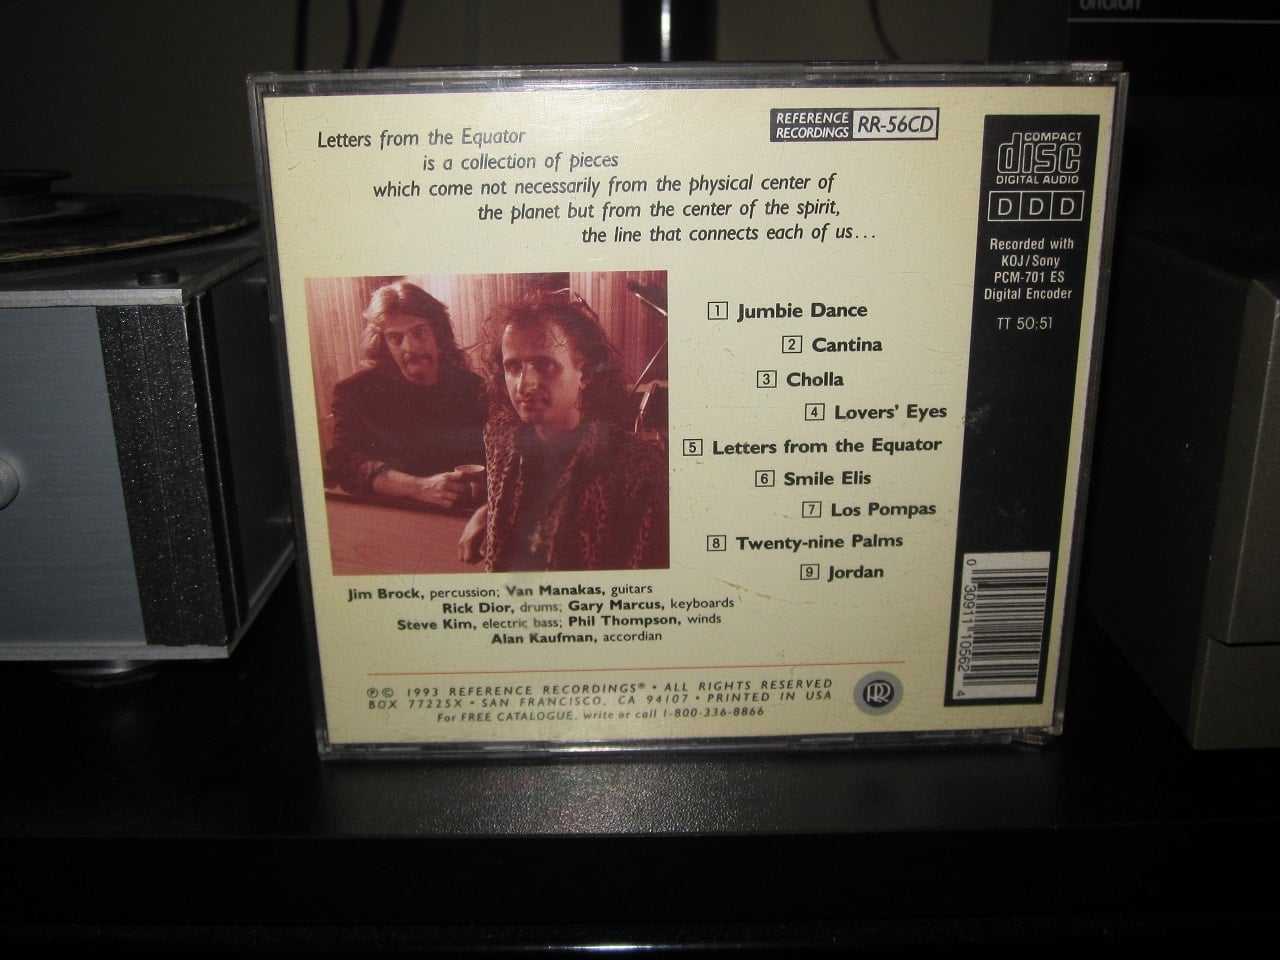 ortofon
Letters from the Equator
is a collection of pieces
which come not necessarily from the physical center of
the planet but from the center of the spirit,
the line that connects each of us...
REFERENCE
RECORDINGS
RR-56CD
COMPACT
disc
DIGITAL AUDIO
D D D
Recorded with
KOJ/Sony
PCM-701 ES
Digital Encoder
TT 50:51
1 Jumbie Dance
2 Cantina
3 Cholla
4 Lovers' Eyes
5 Letters from the Equator
6 Smile Elis
7 Los Pompas
8 Twenty-nine Palms
9 Jordan
Jim Brock, percussion; Van Manakas, guitars
Rick Dior, drums; Gary Marcus, keyboards
Steve Kim, electric bass; Phil Thompson, winds
Alan Kaufman, accordian
℗ © 1993 REFERENCE RECORDINGS® • ALL RIGHTS RESERVED
BOX 77225X • SAN FRANCISCO, CA 94107 • PRINTED IN USA
For FREE CATALOGUE, write or call 1-800-336-8866
RR
0 30911 10562 4